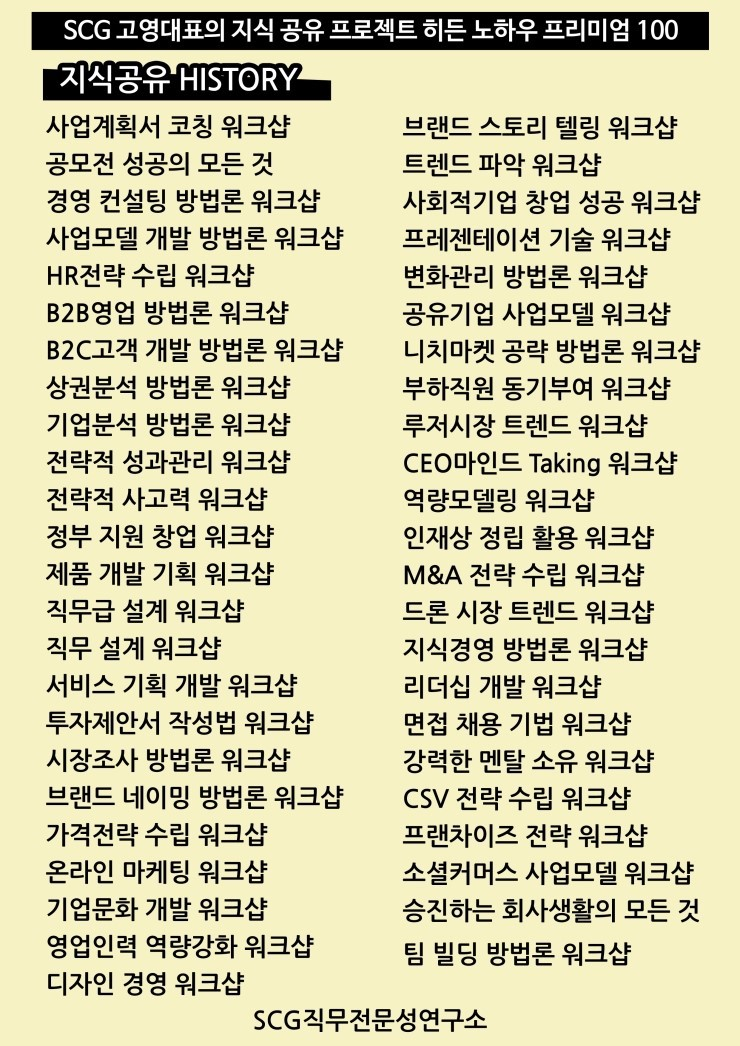 SCG 고영대표의 지식 공유 프로젝트 히든 노하우 프리미엄 100
지식공유 HISTORY
사업계획서 코칭 워크샵
공모전 성공의 모든 것
경영 컨설팅 방법론 워크샵
사업모델 개발 방법론 워크샵
HR전략 수립 워크샵
B2B영업 방법론 워크샵
B2C고객 개발 방법론 워크샵
상권분석 방법론 워크샵
기업분석 방법론 워크샵
전략적 성과관리 워크샵
전략적 사고력 워크샵
정부 지원 창업 워크샵
제품 개발 기획 워크샵
직무급 설계 워크샵
직무 설계 워크샵
서비스 기획 개발 워크샵
투자제안서 작성법 워크샵
시장조사 방법론 워크샵
브랜드 네이밍 방법론 워크샵
가격전략 수립 워크샵
온라인 마케팅 워크샵
기업문화 개발 워크샵
영업인력 역량강화 워크샵
디자인 경영 워크샵
브랜드 스토리 텔링 워크샵
트렌드 파악 워크샵
사회적기업 창업 성공 워크샵
프레젠테이션 기술 워크샵
변화관리 방법론 워크샵
공유기업 사업모델 워크샵
니치마켓 공략 방법론 워크샵
부하직원 동기부여 워크샵
루저시장 트렌드 워크샵
CEO마인드 Taking 워크샵
역량모델링 워크샵
인재상 정립 활용 워크샵
M&A 전략 수립 워크샵
드론 시장 트렌드 워크샵
지식경영 방법론 워크샵
리더십 개발 워크샵
면접 채용 기법 워크샵
강력한 멘탈 소유 워크샵
CSV 전략 수립 워크샵
프랜차이즈 전략 워크샵
소셜커머스 사업모델 워크샵
승진하는 회사생활의 모든 것
팀 빌딩 방법론 워크샵
SCG직무전문성연구소